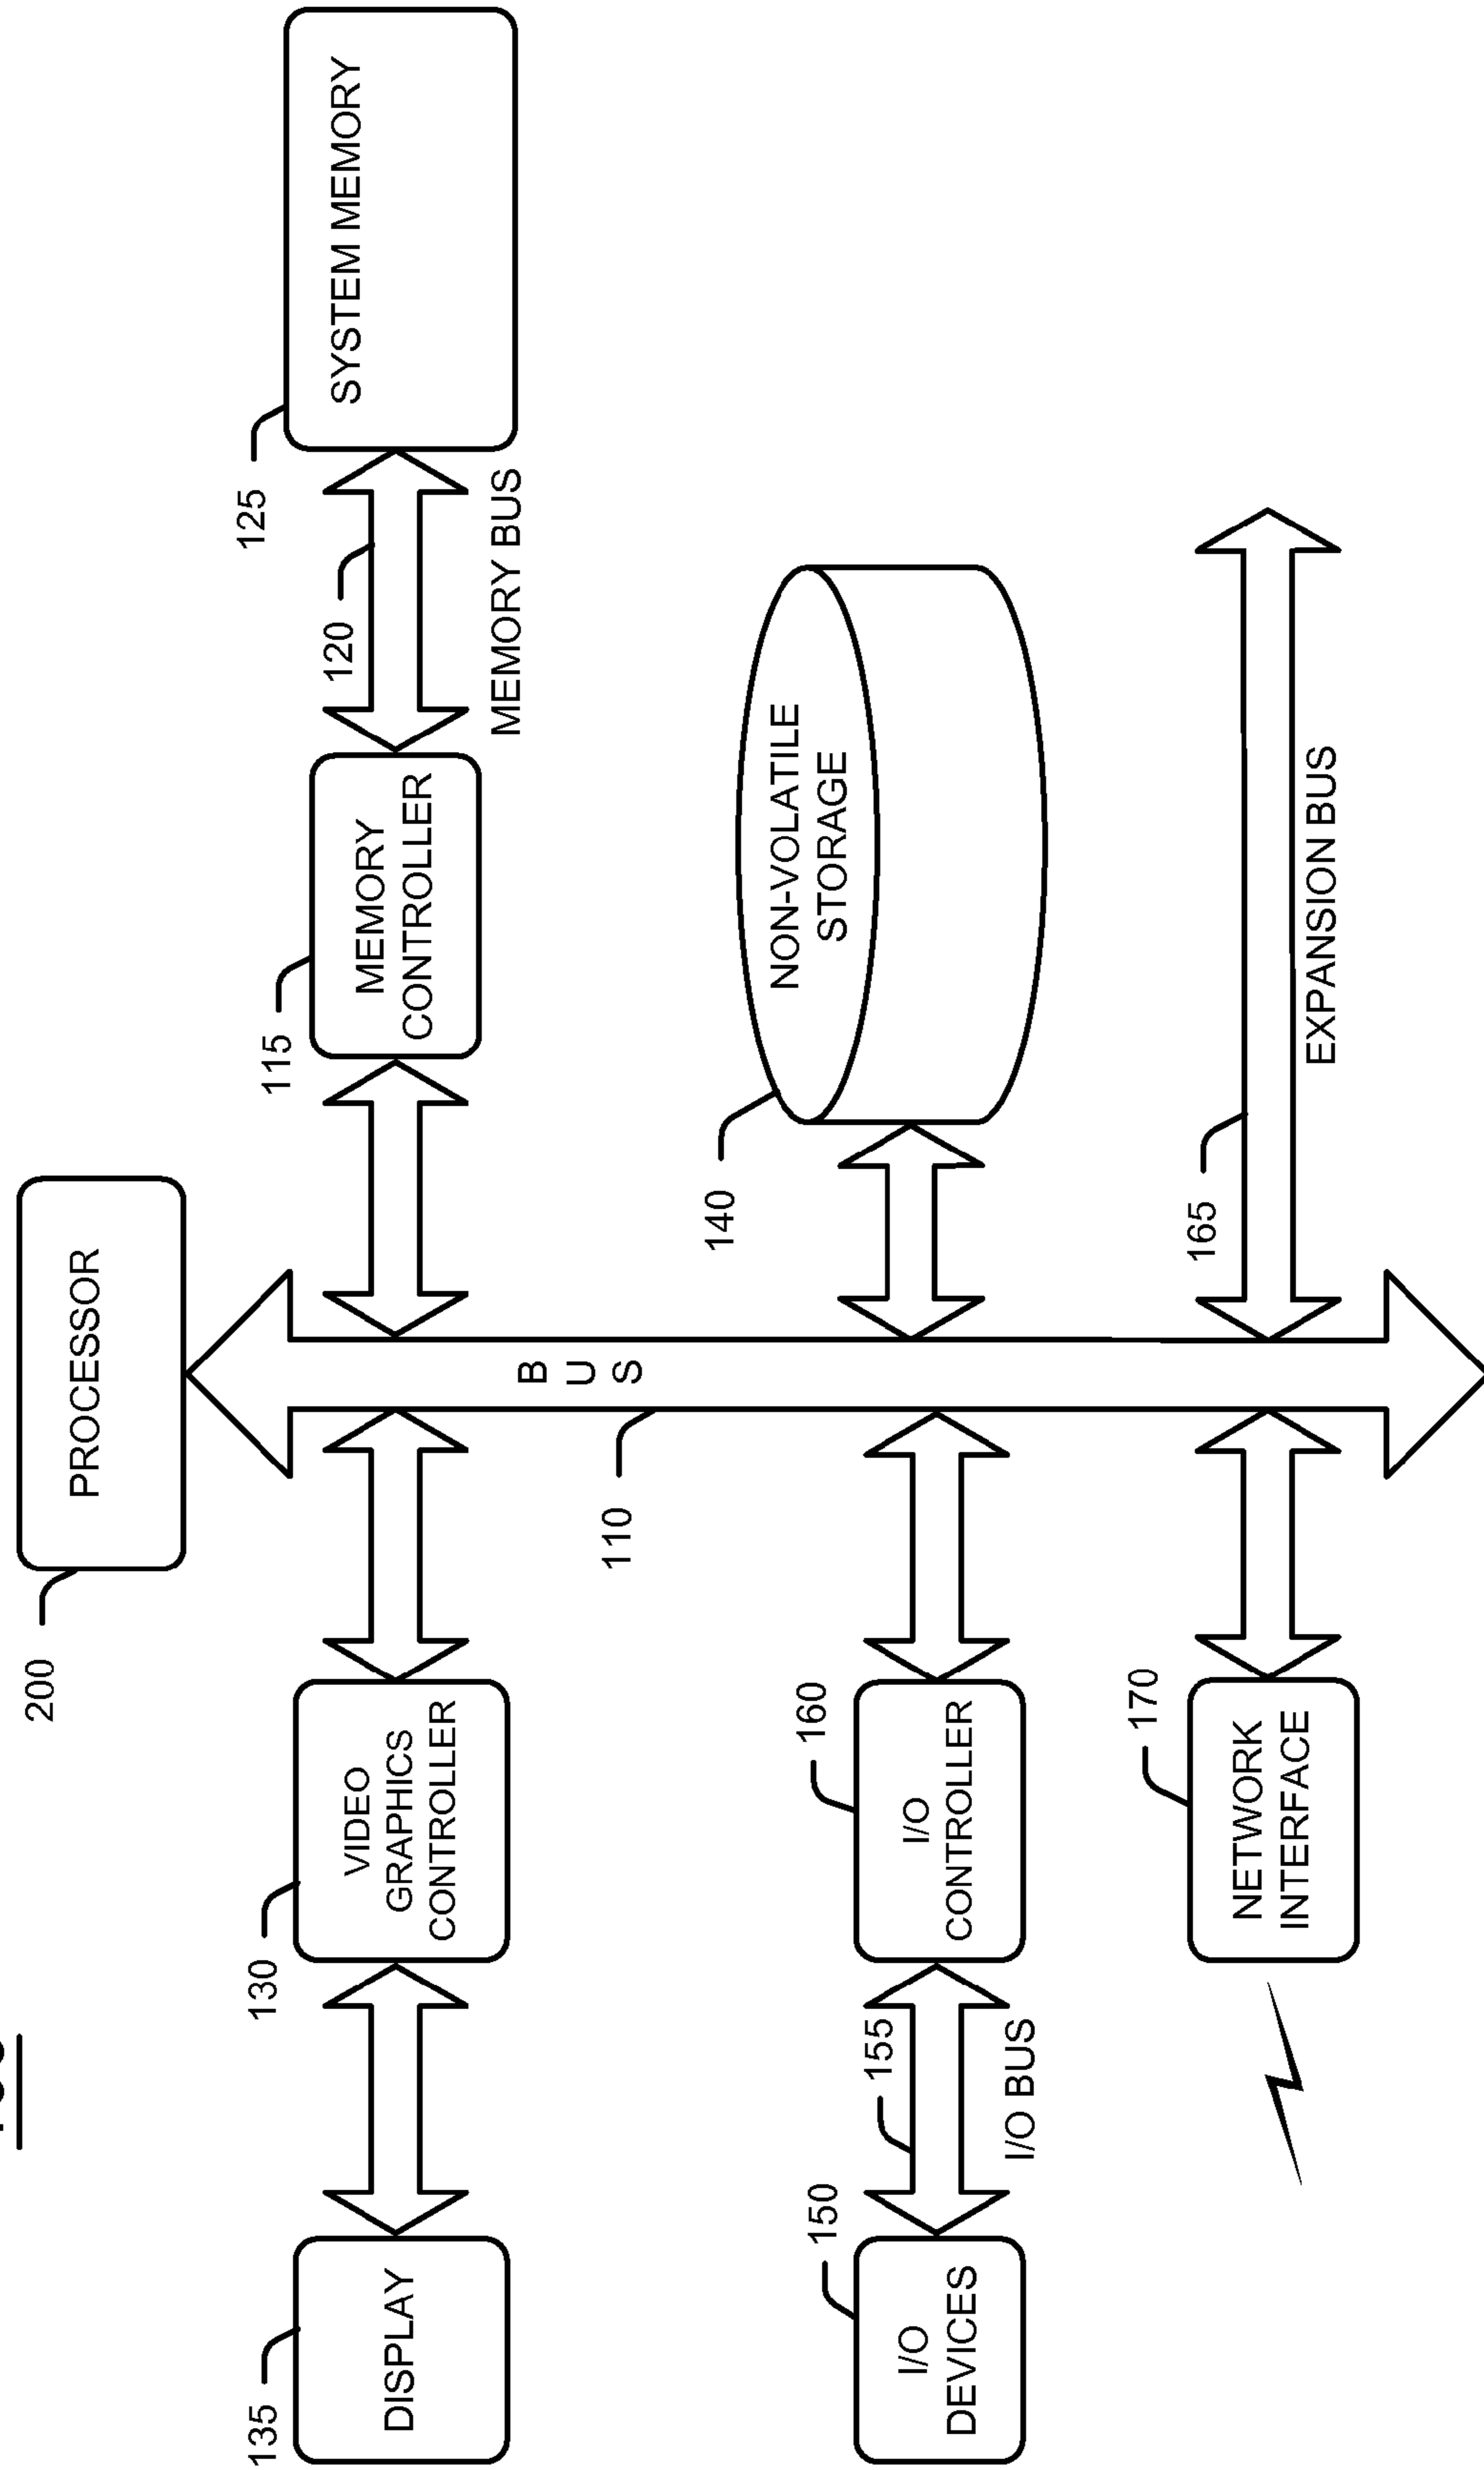 200
PROCESSOR
135
DISPLAY
130
VIDEO
GRAPHICS
CONTROLLER
115
MEMORY
CONTROLLER
120
MEMORY BUS
125
SYSTEM MEMORY
B
U
S
110
140
NON-VOLATILE
STORAGE
150
I/O
DEVICES
155
I/O BUS
160
I/O
CONTROLLER
170
NETWORK
INTERFACE
165
EXPANSION BUS